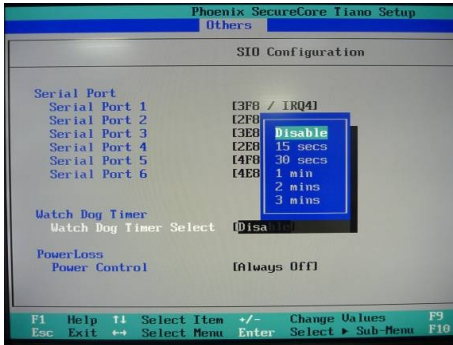 Phoenix SecureCore Tiano Setup
Others
SIO Configuration
Serial Port
Serial Port 1 [3F8 / IRQ4]
Serial Port 2 [2F8
Serial Port 3 [3E8
Serial Port 4 [2E8
Serial Port 5 [4F8
Serial Port 6 [4E8
Disable
15 secs
30 secs
1 min
2 mins
3 mins
Watch Dog Timer
Watch Dog Timer Select [Disable]
PowerLoss
Power Control [Always Off]
F1 Help ↑↓ Select Item +/- Change Values F9
Esc Exit ↔ Select Menu Enter Select ► Sub-Menu F10